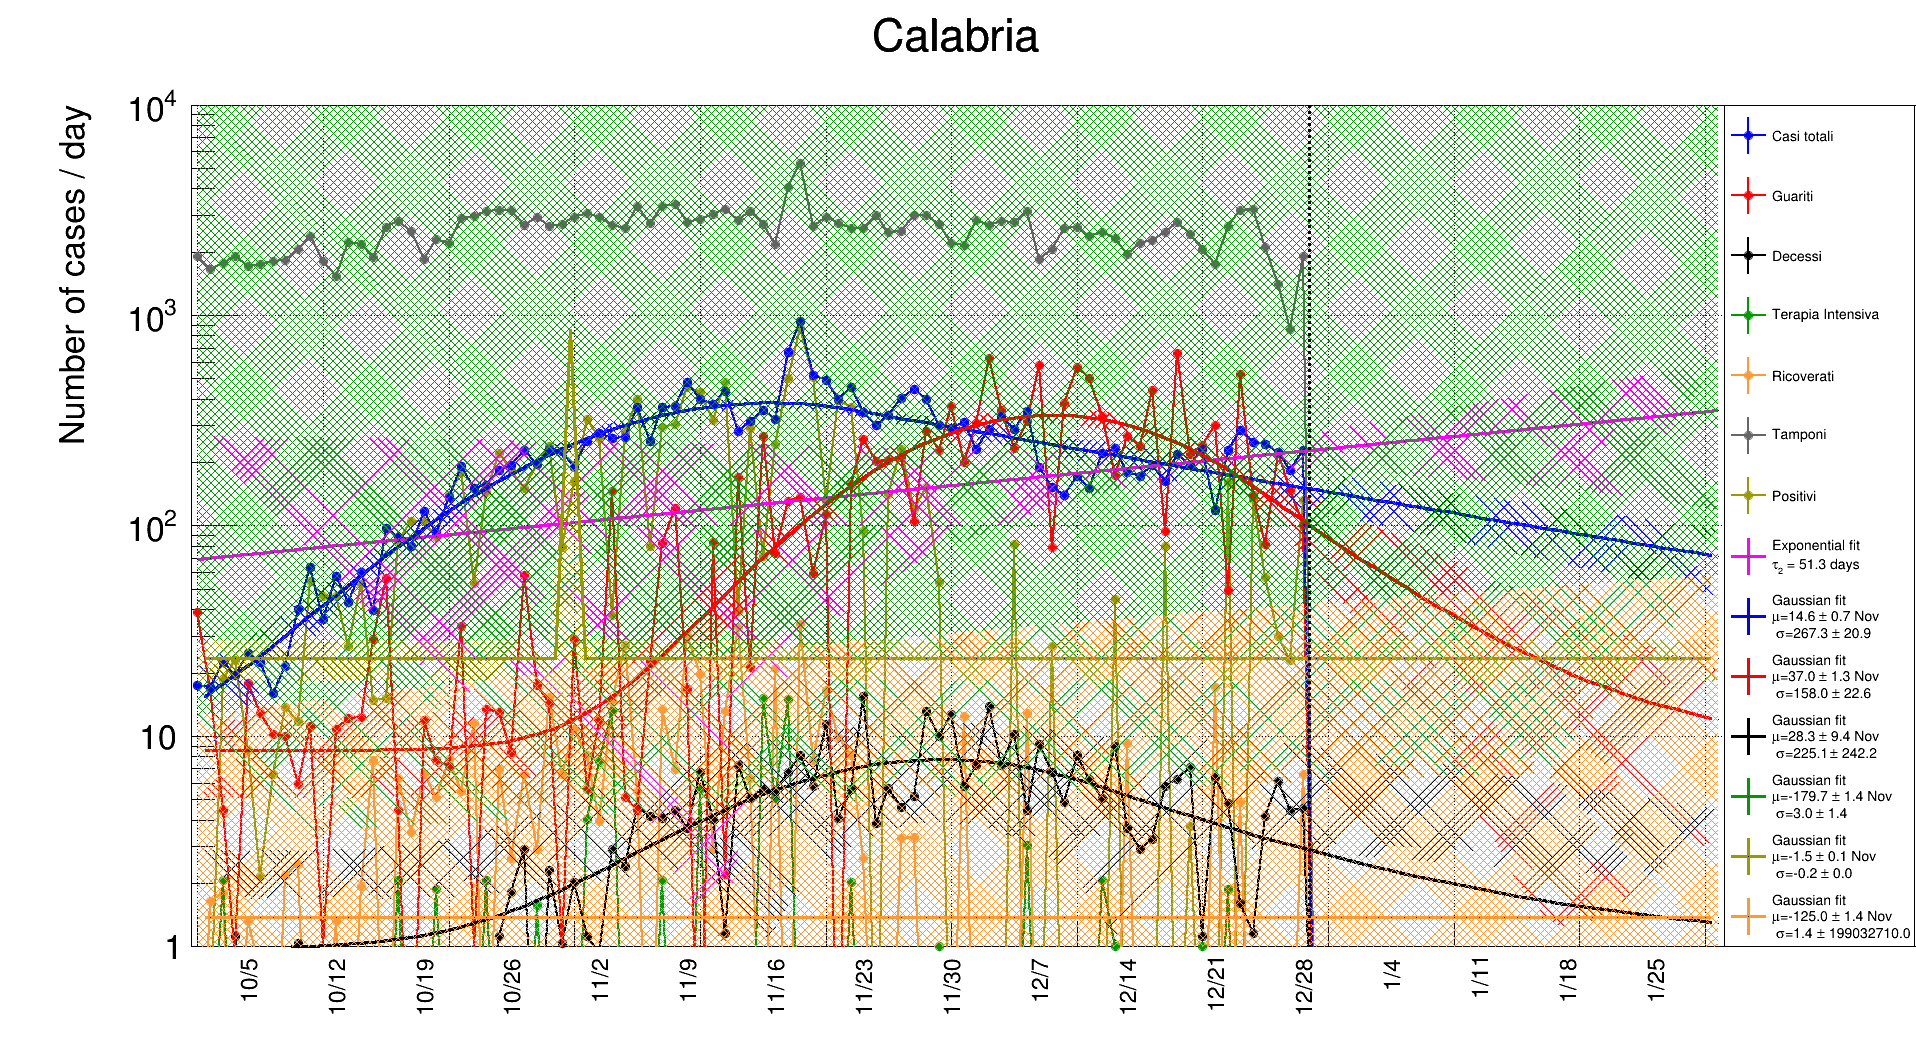 Calabria
Number of cases / day
10⁴
10³
10²
10
1
10/5
10/12
10/19
10/26
11/2
11/9
11/16
11/23
11/30
12/7
12/14
12/21
12/28
1/4
1/11
1/18
1/25
Casi totali
Guariti
Decessi
Terapia Intensiva
Ricoverati
Tamponi
Positivi
Exponential fit
τ₂ = 51.3 days
Gaussian fit
μ=14.6 ± 0.7 Nov
σ=267.3 ± 20.9
Gaussian fit
μ=37.0 ± 1.3 Nov
σ=158.0 ± 22.6
Gaussian fit
μ=28.3 ± 9.4 Nov
σ=225.1 ± 242.2
Gaussian fit
μ=-179.7 ± 1.4 Nov
σ=3.0 ± 1.4
Gaussian fit
μ=-1.5 ± 0.1 Nov
σ=-0.2 ± 0.0
Gaussian fit
μ=-125.0 ± 1.4 Nov
σ=1.4 ± 199032710.0